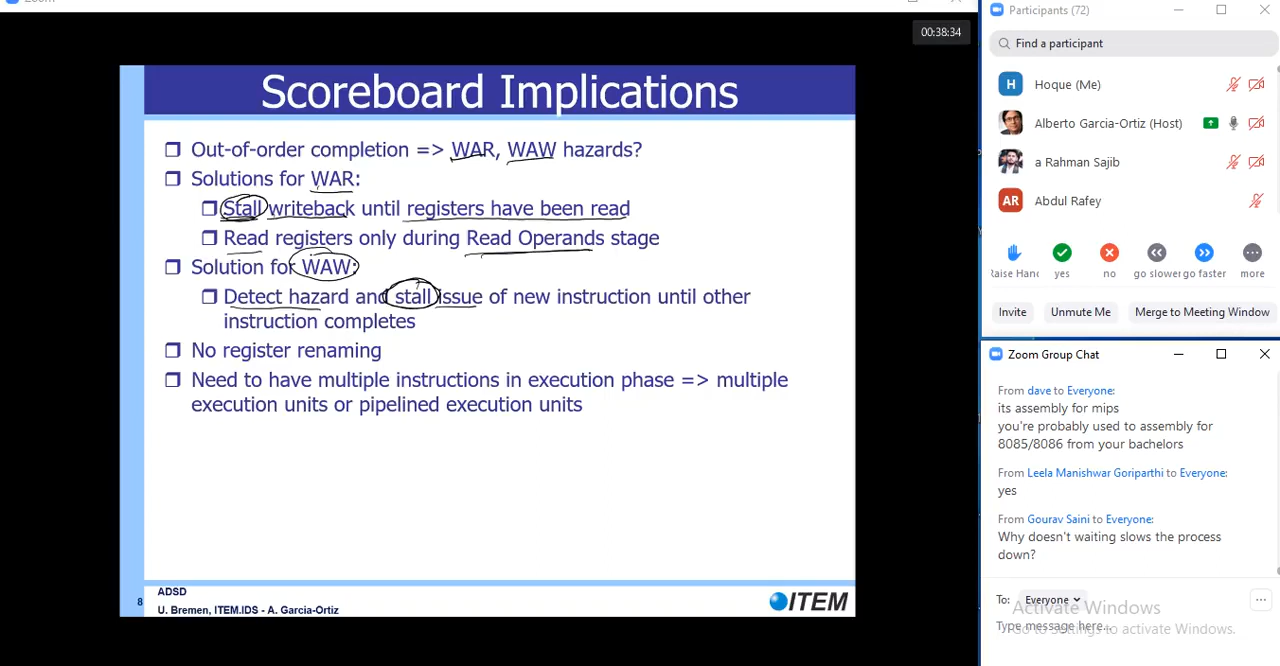 Zoom
00:38:34
Scoreboard Implications
Out-of-order completion => WAR, WAW hazards?
Solutions for WAR:
Stall writeback until registers have been read
Read registers only during Read Operands stage
Solution for WAW:
Detect hazard and stall issue of new instruction until other
instruction completes
No register renaming
Need to have multiple instructions in execution phase => multiple
execution units or pipelined execution units
8
ADSD
U. Bremen, ITEM.IDS - A. Garcia-Ortiz
ITEM
Participants (72)
Find a participant
H Hoque (Me)
Alberto Garcia-Ortiz (Host)
a Rahman Sajib
AR Abdul Rafey
Raise Hand yes no go slower go faster more
Invite Unmute Me Merge to Meeting Window
Zoom Group Chat
From dave to Everyone:
its assembly for mips
you're probably used to assembly for
8085/8086 from your bachelors
From Leela Manishwar Goriparthi to Everyone:
yes
From Gourav Saini to Everyone:
Why doesn't waiting slows the process
down?
To: Everyone
Activate Windows
Type message here...
Go to Settings to activate Windows.